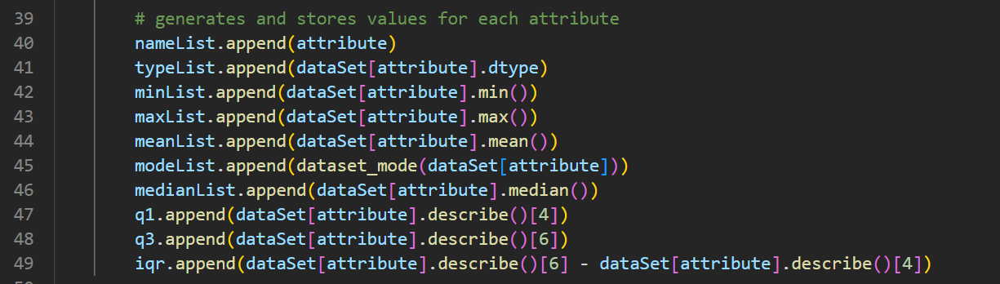 39 # generates and stores values for each attribute
40 nameList.append(attribute)
41 typeList.append(dataSet[attribute].dtype)
42 minList.append(dataSet[attribute].min())
43 maxList.append(dataSet[attribute].max())
44 meanList.append(dataSet[attribute].mean())
45 modeList.append(dataset_mode(dataSet[attribute]))
46 medianList.append(dataSet[attribute].median())
47 q1.append(dataSet[attribute].describe()[4])
48 q3.append(dataSet[attribute].describe()[6])
49 iqr.append(dataSet[attribute].describe()[6] - dataSet[attribute].describe()[4])